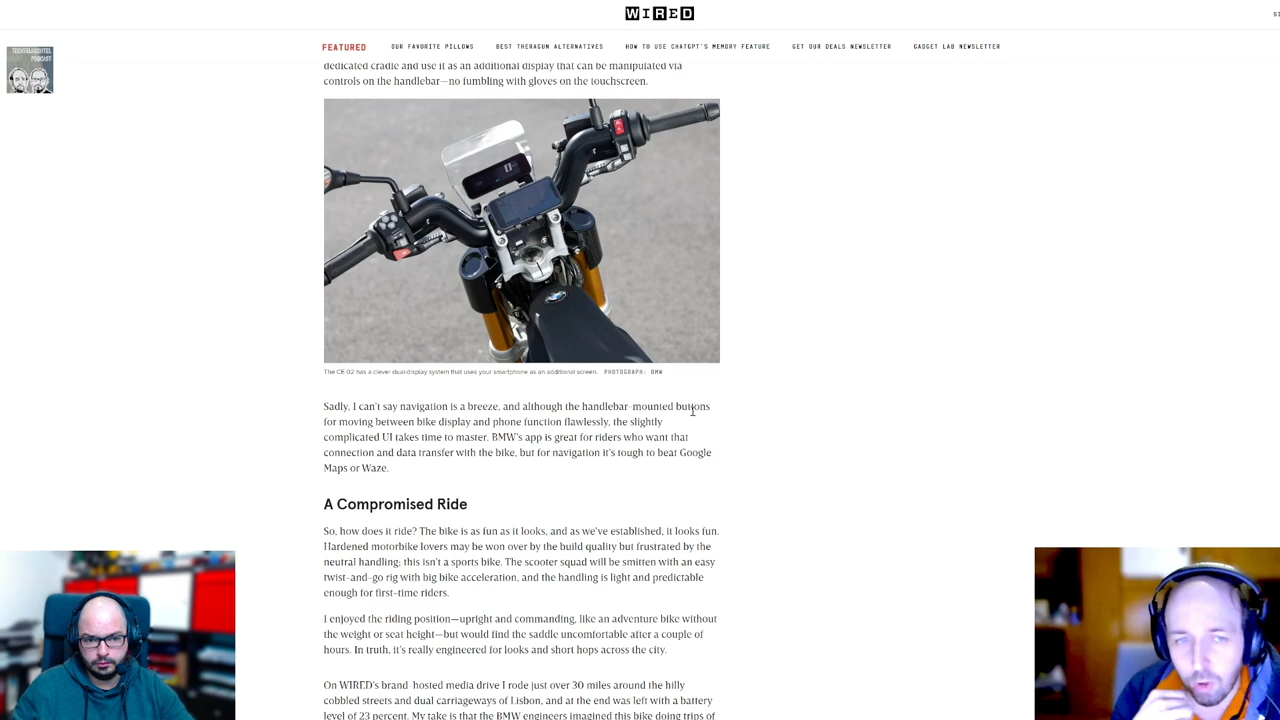 WIRED
FEATURED
OUR FAVORITE PILLOWS
BEST THERAGUN ALTERNATIVES
HOW TO USE CHATGPT'S MEMORY FEATURE
GET OUR DEALS NEWSLETTER
GADGET LAB NEWSLETTER
PODCAST
dedicated cradle and use it as an additional display that can be manipulated via
controls on the handlebar—no fumbling with gloves on the touchscreen.
The CE 02 has a clever dual-display system that uses your smartphone as an additional screen. PHOTOGRAPH: BMW
Sadly, I can't say navigation is a breeze, and although the handlebar-mounted buttons
for moving between bike display and phone function flawlessly, the slightly
complicated UI takes time to master. BMW's app is great for riders who want that
connection and data transfer with the bike, but for navigation it's tough to beat Google
Maps or Waze.
A Compromised Ride
So, how does it ride? The bike is as fun as it looks, and as we've established, it looks fun.
Hardened motorbike lovers may be won over by the build quality but frustrated by the
neutral handling; this isn't a sports bike. The scooter squad will be smitten with an easy
twist-and-go rig with big bike acceleration, and the handling is light and predictable
enough for first-time riders.
I enjoyed the riding position—upright and commanding, like an adventure bike without
the weight or seat height—but would find the saddle uncomfortable after a couple of
hours. In truth, it's really engineered for looks and short hops across the city.
On WIRED's brand-hosted media drive I rode just over 30 miles around the hilly
cobbled streets and dual carriageways of Lisbon, and at the end was left with a battery
level of 23 percent. My take is that the BMW engineers imagined this bike doing trips of